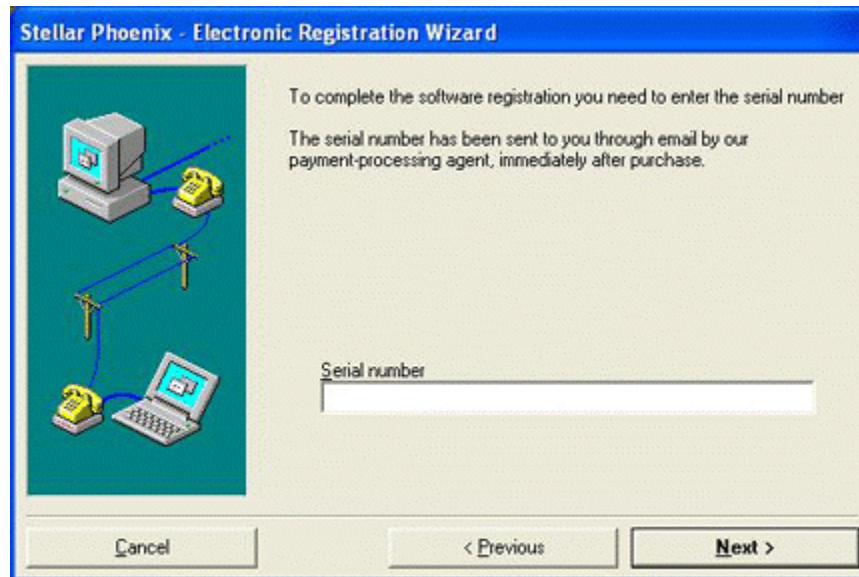 Stellar Phoenix - Electronic Registration Wizard
To complete the software registration you need to enter the serial number
The serial number has been sent to you through email by our
payment-processing agent, immediately after purchase.
Serial number
Cancel
< Previous
Next >